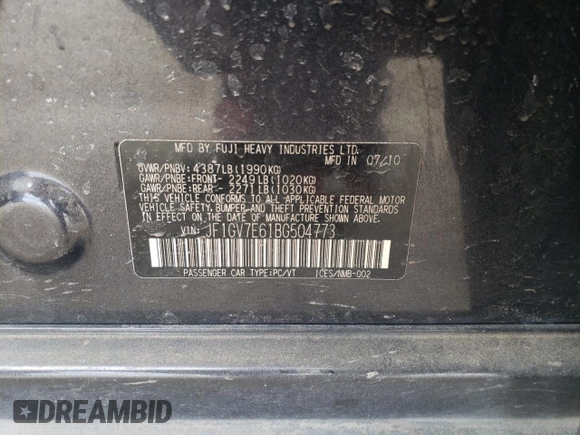 MFD BY FUJI HEAVY INDUSTRIES LTD.
MADE IN JAPAN 07/10
GVWR/PNBV: 4387LB(1990KG)
GAWR/PNBE:FRONT- 2249LB(1020KG)
GAWR/PNBE:REAR - 2271LB(1030KG)
THIS VEHICLE CONFORMS TO ALL APPLICABLE FEDERAL MOTOR
VEHICLE SAFETY, BUMPER, AND THEFT PREVENTION STANDARDS
IN EFFECT ON THE DATE OF MANUFACTURE SHOWN ABOVE.
VIN: JF1GV7E61BG504773
PASSENGER CAR TYPE:PC/VT ICES/NMB-002
DREAMBID